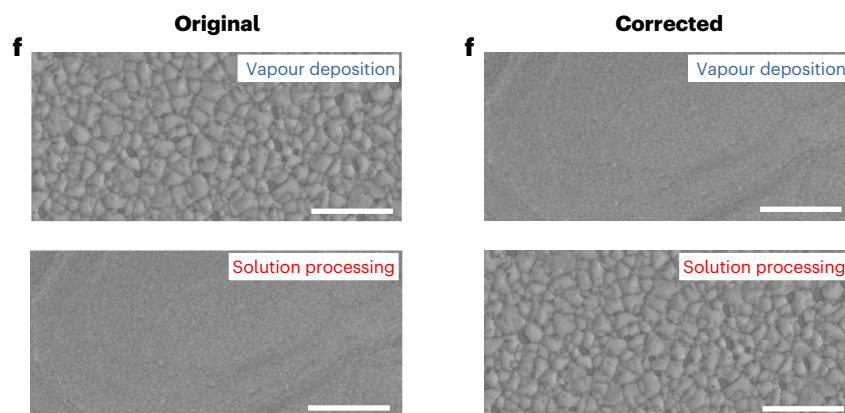 Original
Corrected
f
f
Vapour deposition
Vapour deposition
Solution processing
Solution processing